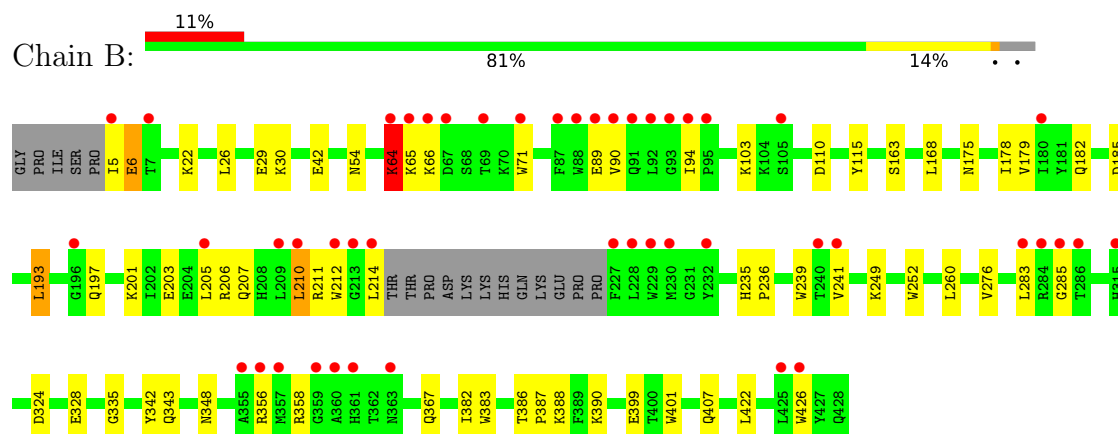 11%
Chain B:
81% 14% • •
GLY PRO ILE SER PRO I5 E6 T7 K22 L26 E29 K30 E42 N54 K64 K65 K66 D67 S68 T69 K70 W71 F87 W88 E89 V90 Q91 L92 G93 I94 P95 K103 K104 S105 D110 Y115 S163 L168 N175 I178 V179 I180 Y181 Q182 D185
L193 G196 Q197 K201 I202 E203 E204 L205 R206 Q207 H208 L209 L210 R211 W212 G213 L214 THR THR PRO ASP LYS LYS HIS GLN LYS GLU PRO PRO F227 L228 W229 M230 G231 Y232 H235 P236 W239 T240 V241 K249 W252 L260 V276 L283 R284 G285 T286 H315
D324 E328 G335 Y342 Q343 N348 A355 R356 M357 R358 G359 A360 H361 T362 N363 Q367 I382 W383 T386 P387 K388 F389 K390 E399 T400 W401 Q407 L422 L425 W426 Y427 Q428